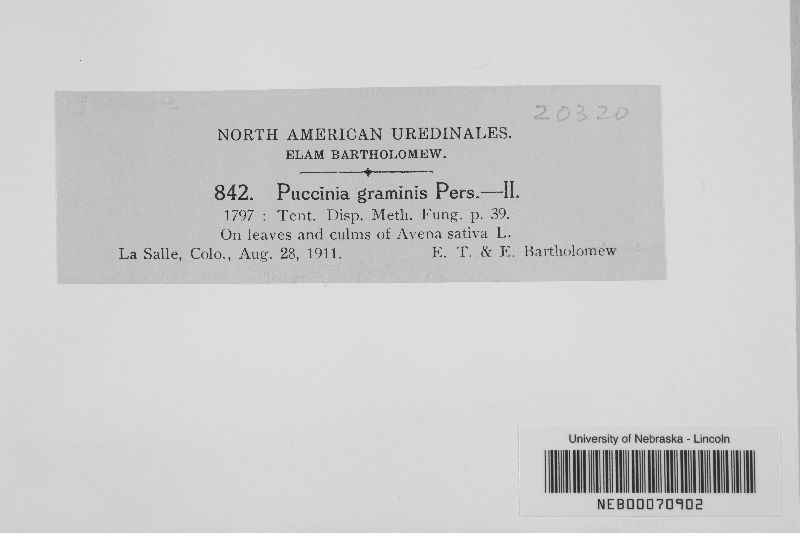 20320
NORTH AMERICAN UREDINALES.
ELAM BARTHOLOMEW.
842. Puccinia graminis Pers.—II.
1797 : Tent. Disp. Meth. Fung. p. 39.
On leaves and culms of Avena sativa L.
La Salle, Colo., Aug. 28, 1911. E. T. & E. Bartholomew
University of Nebraska - Lincoln
NEB00070902